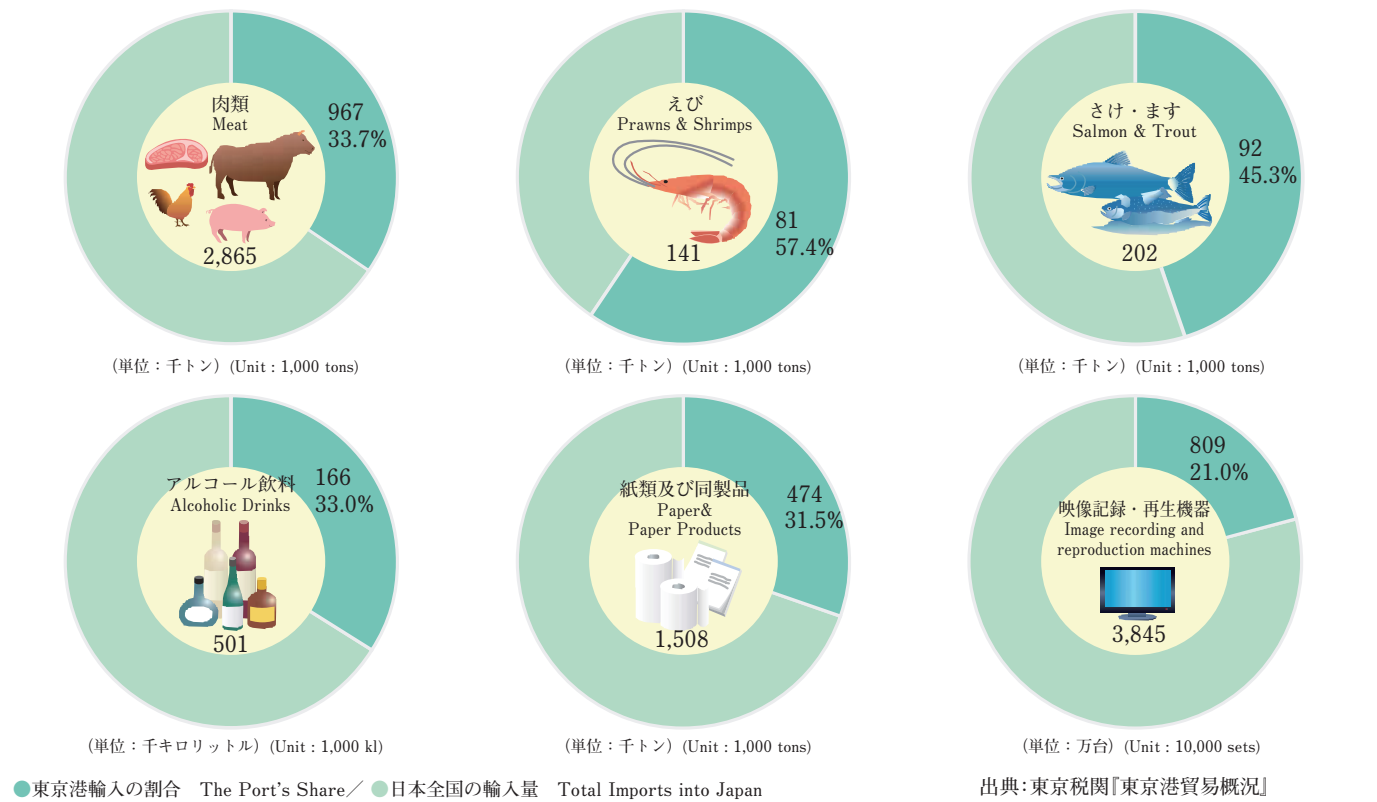 肉類
Meat
967
33.7%
2,865
(単位：千トン) (Unit : 1,000 tons)
えび
Prawns & Shrimps
81
57.4%
141
(単位：千トン) (Unit : 1,000 tons)
さけ・ます
Salmon & Trout
92
45.3%
202
(単位：千トン) (Unit : 1,000 tons)
アルコール飲料
Alcoholic Drinks
166
33.0%
501
(単位：千キロリットル) (Unit : 1,000 kl)
紙類及び同製品
Paper&
Paper Products
474
31.5%
1,508
(単位：千トン) (Unit : 1,000 tons)
映像記録・再生機器
Image recording and
reproduction machines
809
21.0%
3,845
(単位：万台) (Unit : 10,000 sets)
●東京港輸入の割合　The Port's Share／ ●日本全国の輸入量　Total Imports into Japan
出典：東京税関『東京港貿易概況』